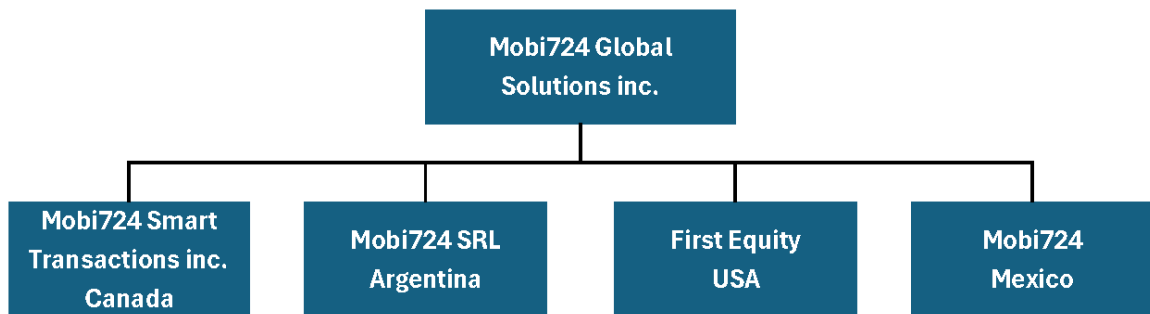 Mobi724 Global
Solutions inc.
Mobi724 Smart
Transactions inc.
Canada
Mobi724 SRL
Argentina
First Equity
USA
Mobi724
Mexico